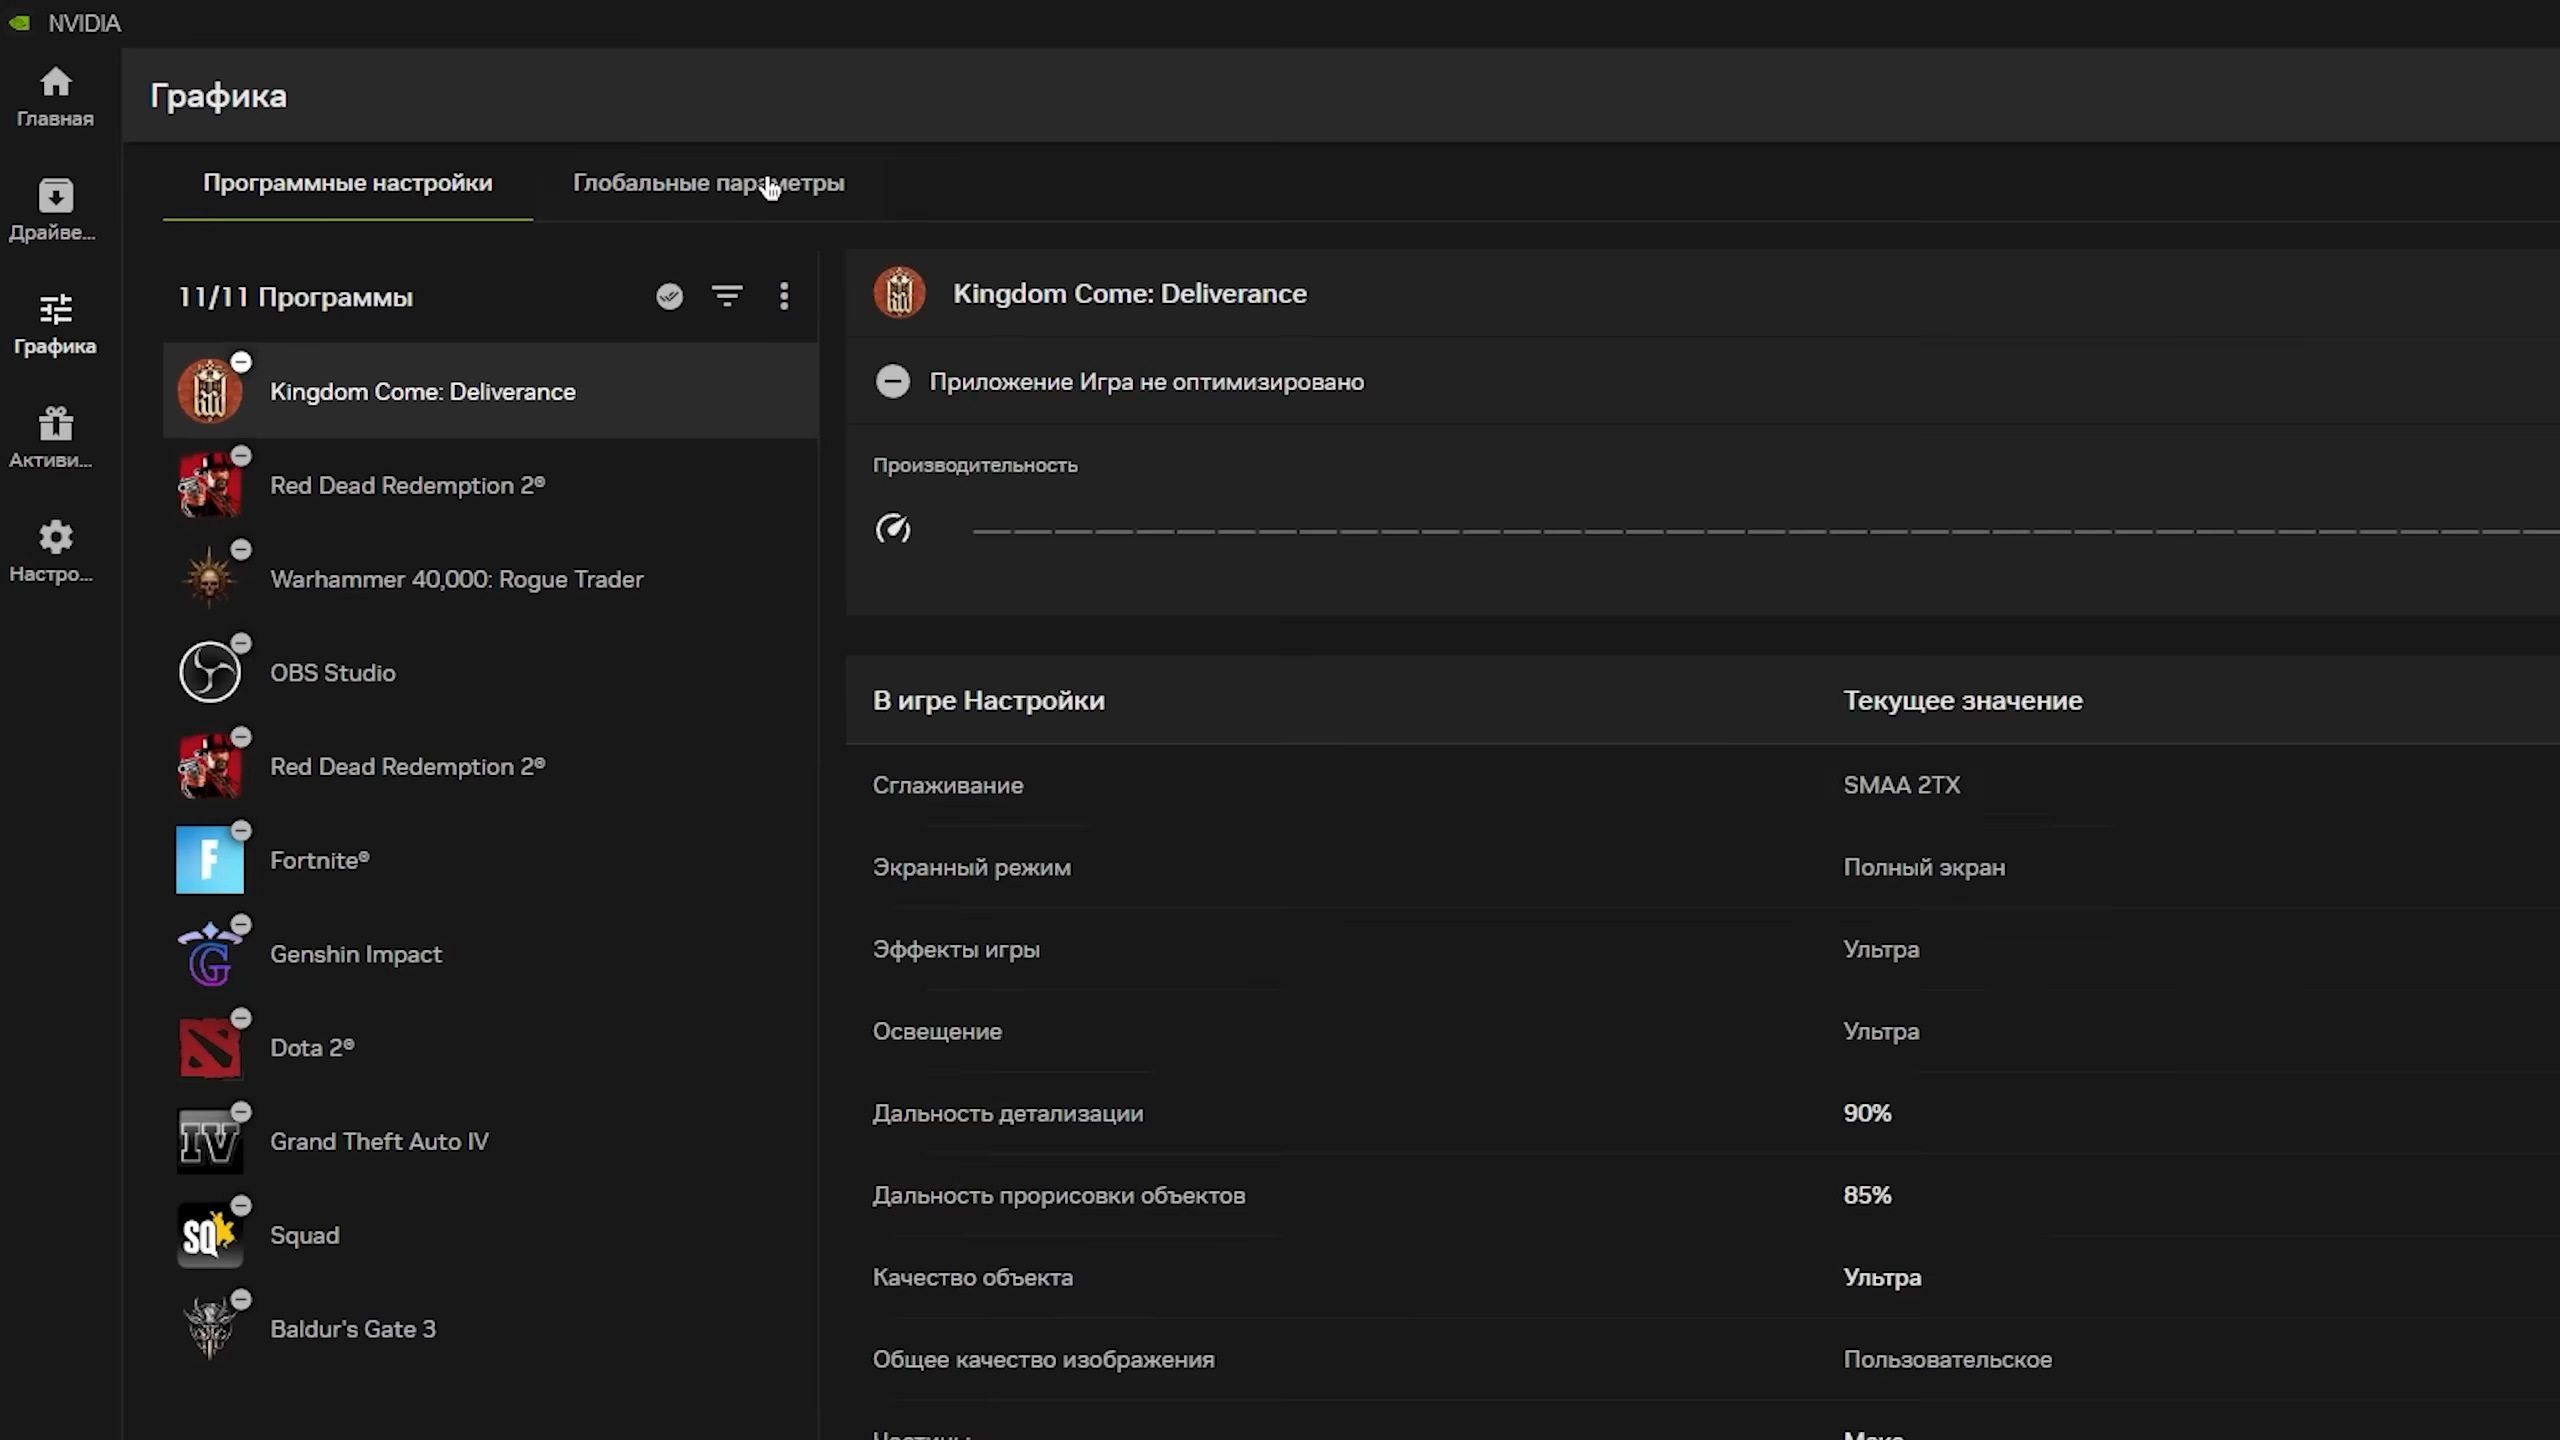 NVIDIA
Главная
Драйве...
Графика
Активи...
Настро...
Графика
Программные настройки
Глобальные параметры
11/11 Программы
Kingdom Come: Deliverance
Red Dead Redemption 2®
Warhammer 40,000: Rogue Trader
OBS Studio
Red Dead Redemption 2®
Fortnite®
Genshin Impact
Dota 2®
Grand Theft Auto IV
Squad
Baldur's Gate 3
Kingdom Come: Deliverance
Приложение Игра не оптимизировано
Производительность
В игре Настройки Текущее значение
Сглаживание SMAA 2TX
Экранный режим Полный экран
Эффекты игры Ультра
Освещение Ультра
Дальность детализации 90%
Дальность прорисовки объектов 85%
Качество объекта Ультра
Общее качество изображения Пользовательское